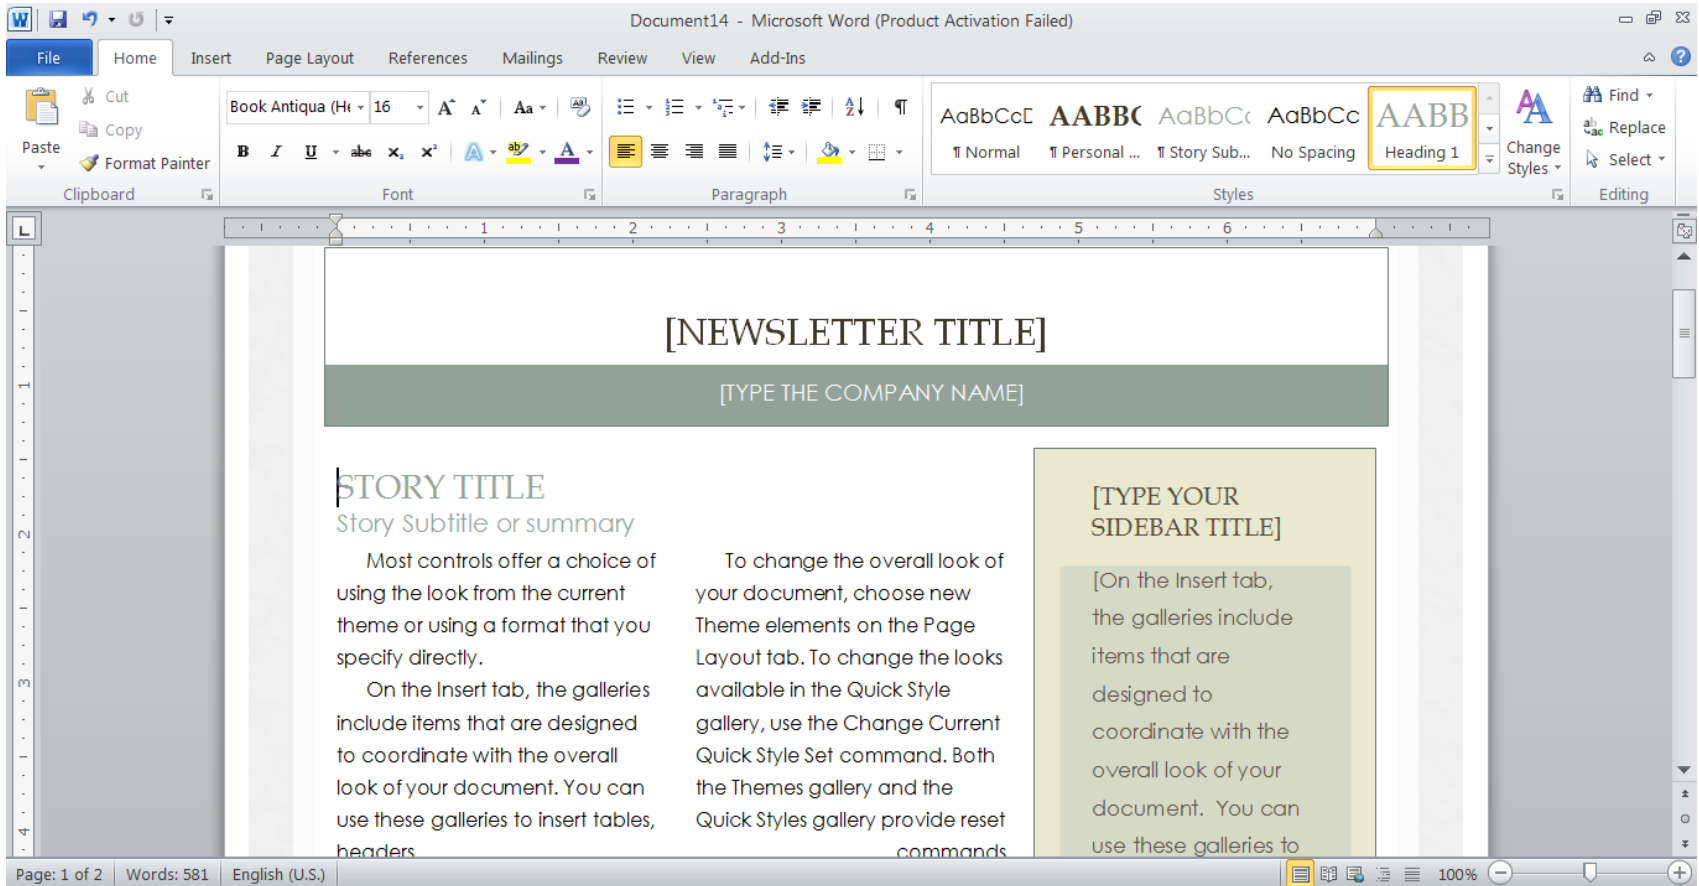 Document14 - Microsoft Word (Product Activation Failed)
File Home Insert Page Layout References Mailings Review View Add-Ins
Paste
Cut
Copy
Format Painter
Clipboard
Book Antiqua (He 16
Font
Paragraph
AaBbCcD AABBC AaBbCc AaBbCc AABB
¶ Normal ¶ Personal ... ¶ Story Sub... No Spacing Heading 1
Change
Styles
Styles
Find
Replace
Select
Editing
1 2 3 4 5 6
1
2
3
4
[NEWSLETTER TITLE]
[TYPE THE COMPANY NAME]
STORY TITLE
Story Subtitle or summary
Most controls offer a choice of
using the look from the current
theme or using a format that you
specify directly.
On the Insert tab, the galleries
include items that are designed
to coordinate with the overall
look of your document. You can
use these galleries to insert tables,
headers
To change the overall look of
your document, choose new
Theme elements on the Page
Layout tab. To change the looks
available in the Quick Style
gallery, use the Change Current
Quick Style Set command. Both
the Themes gallery and the
Quick Styles gallery provide reset
commands
[TYPE YOUR
SIDEBAR TITLE]
[On the Insert tab,
the galleries include
items that are
designed to
coordinate with the
overall look of your
document. You can
use these galleries to
Page: 1 of 2 Words: 581 English (U.S.) 100%